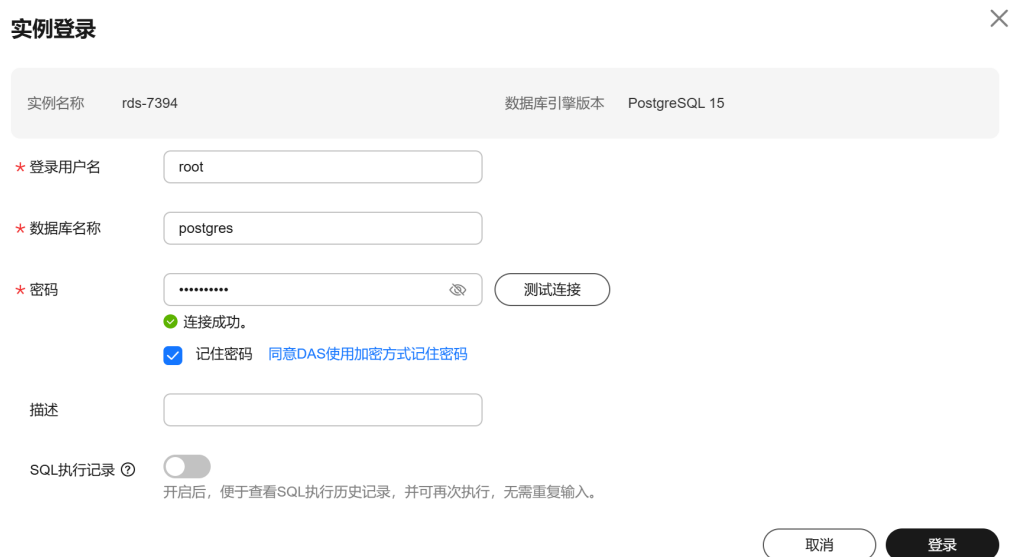 实例登录
实例名称 rds-7394 数据库引擎版本 PostgreSQL 15
* 登录用户名 root
* 数据库名称 postgres
* 密码 •••••••••• 测试连接
连接成功。
记住密码 同意DAS使用加密方式记住密码
描述
SQL执行记录 ?
开启后，便于查看SQL执行历史记录，并可再次执行，无需重复输入。
取消 登录